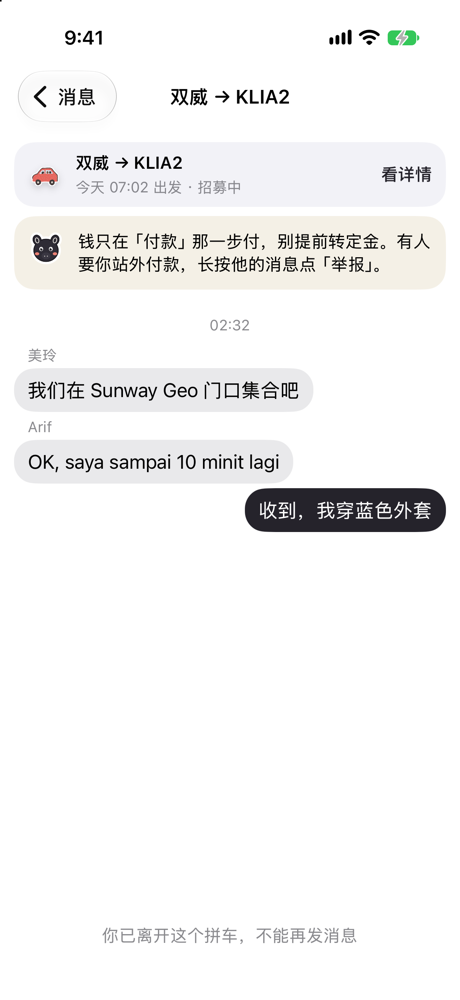 9:41
消息
双威 → KLIA2
双威 → KLIA2
今天 07:02 出发 · 招募中
看详情
钱只在「付款」那一步付，别提前转定金。有人
要你站外付款，长按他的消息点「举报」。
02:32
美玲
我们在 Sunway Geo 门口集合吧
Arif
OK, saya sampai 10 minit lagi
收到，我穿蓝色外套
你已离开这个拼车，不能再发消息